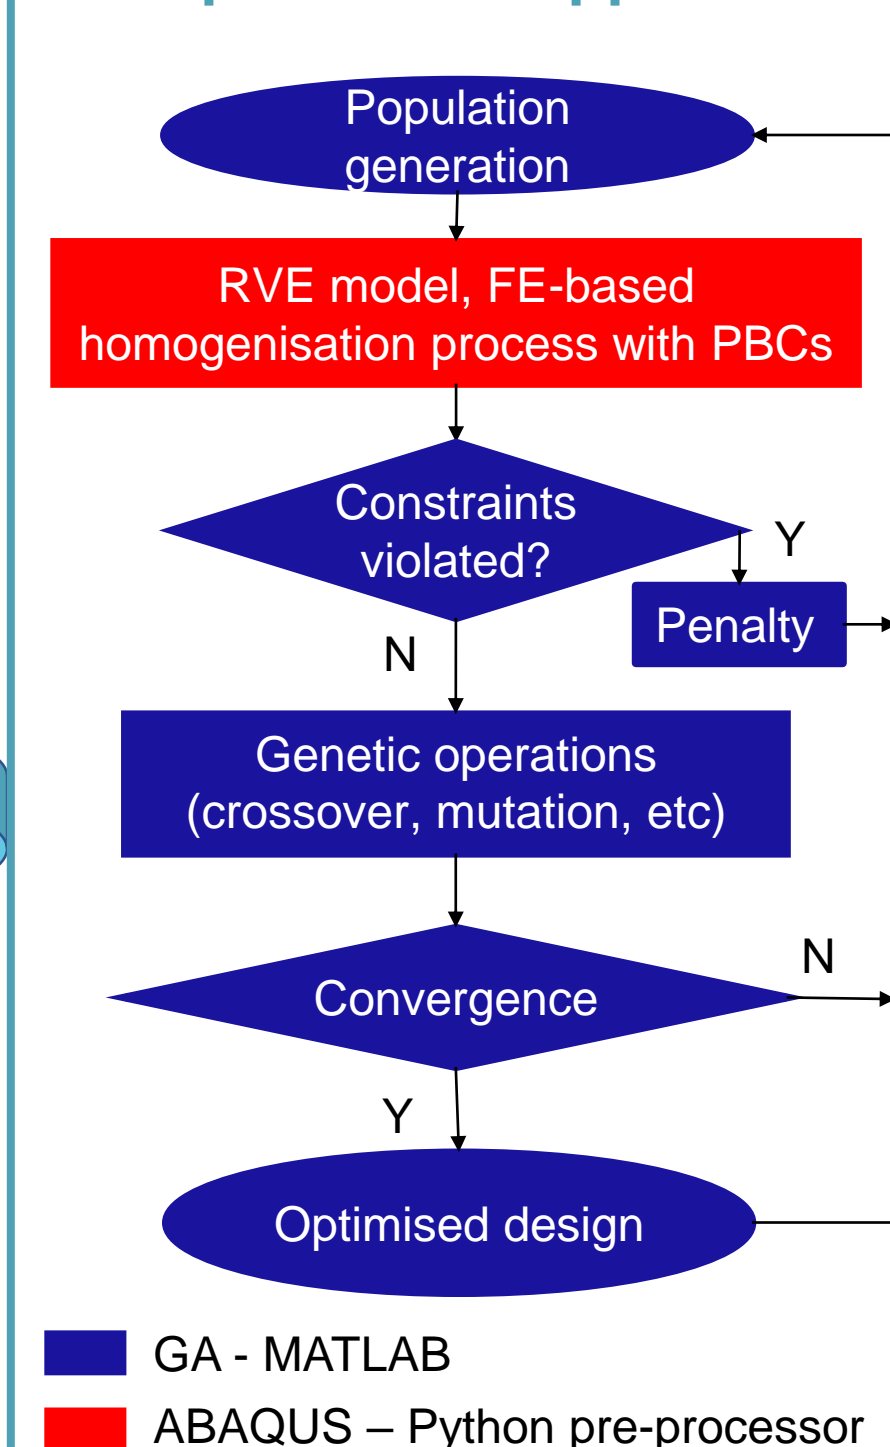 Population
generation
RVE model, FE-based
homogenisation process with PBCs
Constraints
violated?
Y
Penalty
N
Genetic operations
(crossover, mutation, etc)
N
Convergence
Y
Optimised design
GA - MATLAB
ABAQUS – Python pre-processor